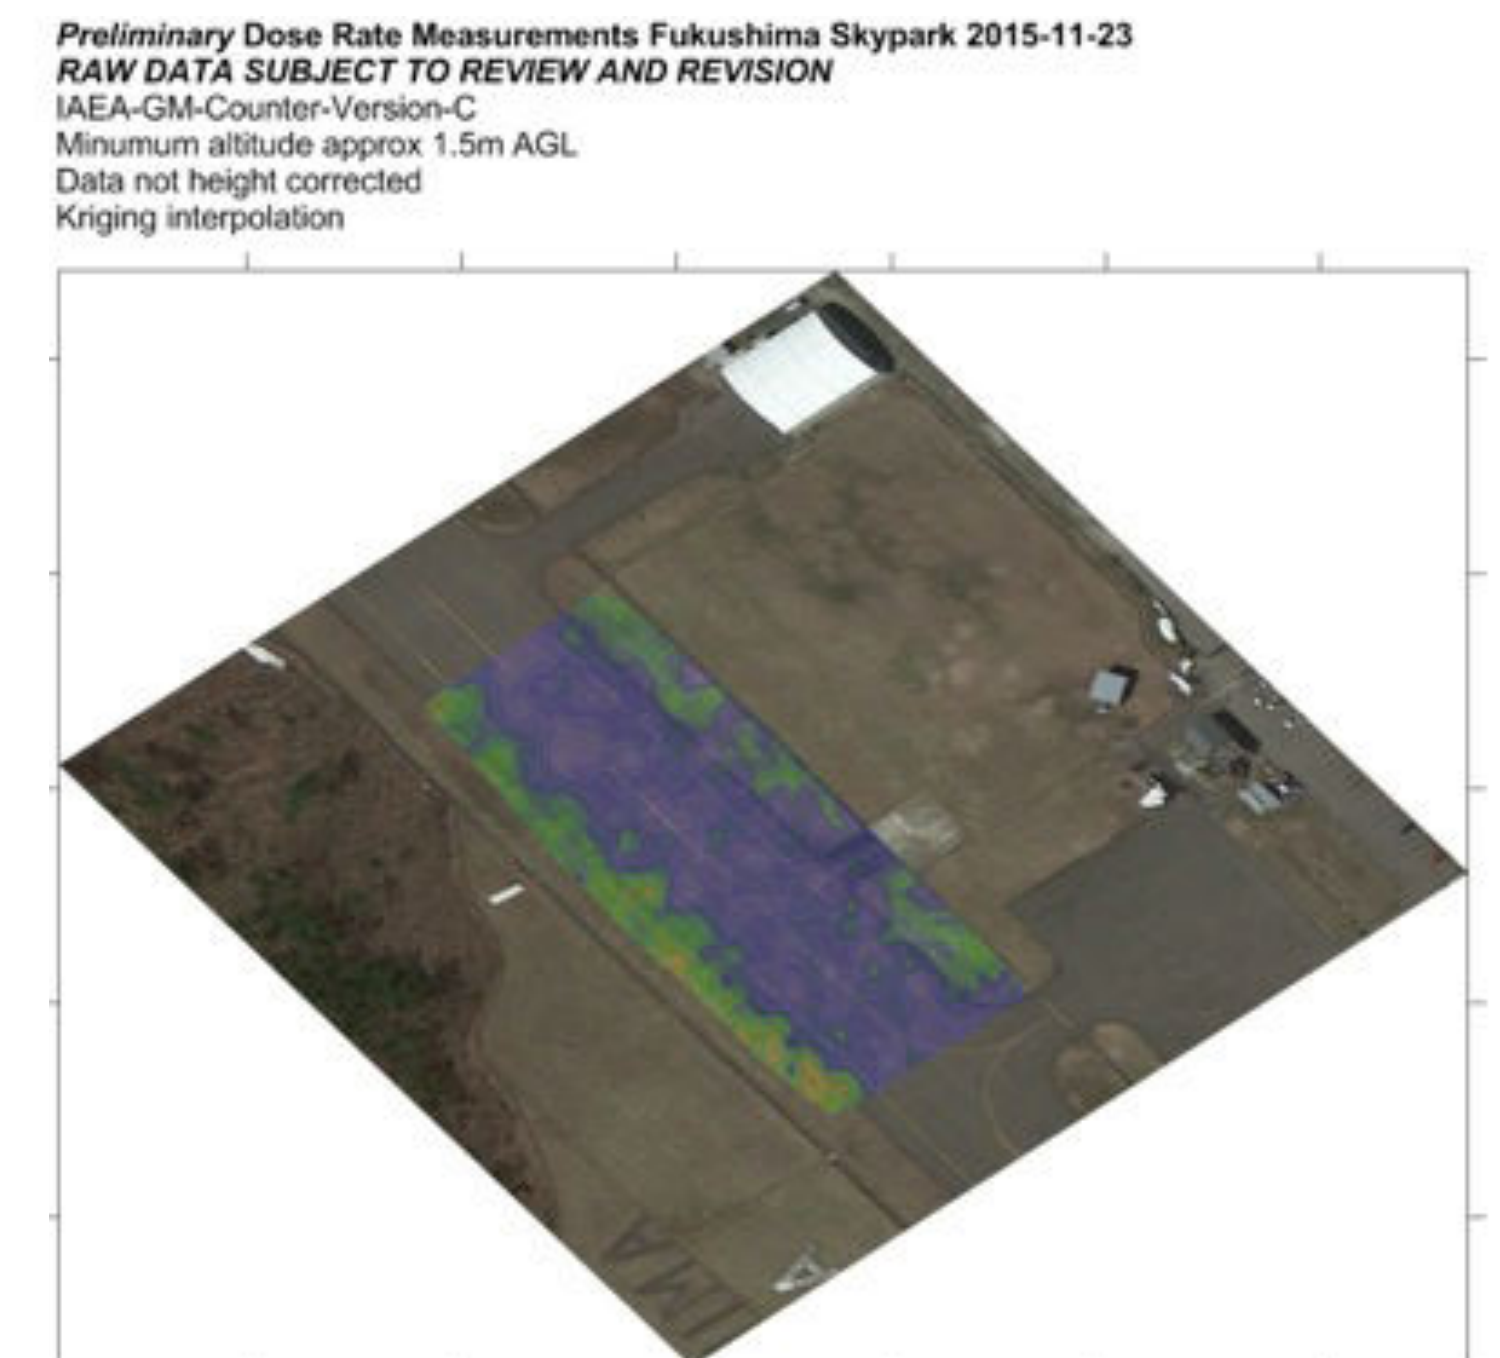 Preliminary Dose Rate Measurements Fukushima Skypark 2015-11-23
RAW DATA SUBJECT TO REVIEW AND REVISION
IAEA-GM-Counter-Version-C
Minumum altitude approx 1.5m AGL
Data not height corrected
Kriging interpolation
IMA